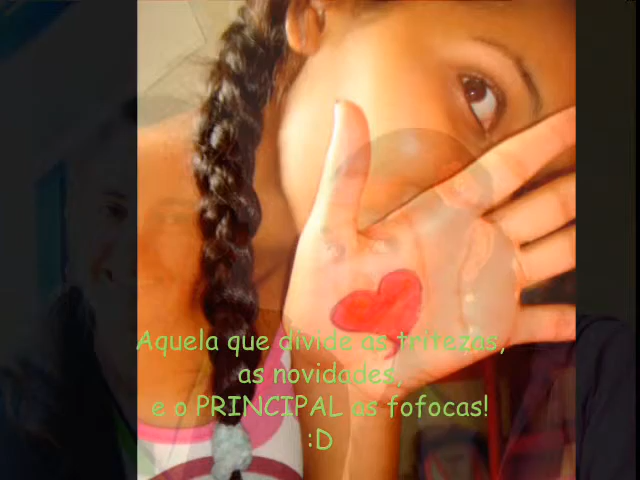 Aquela que divide as tritezas,
as novidades,
e o PRINCIPAL as fofocas!
:D